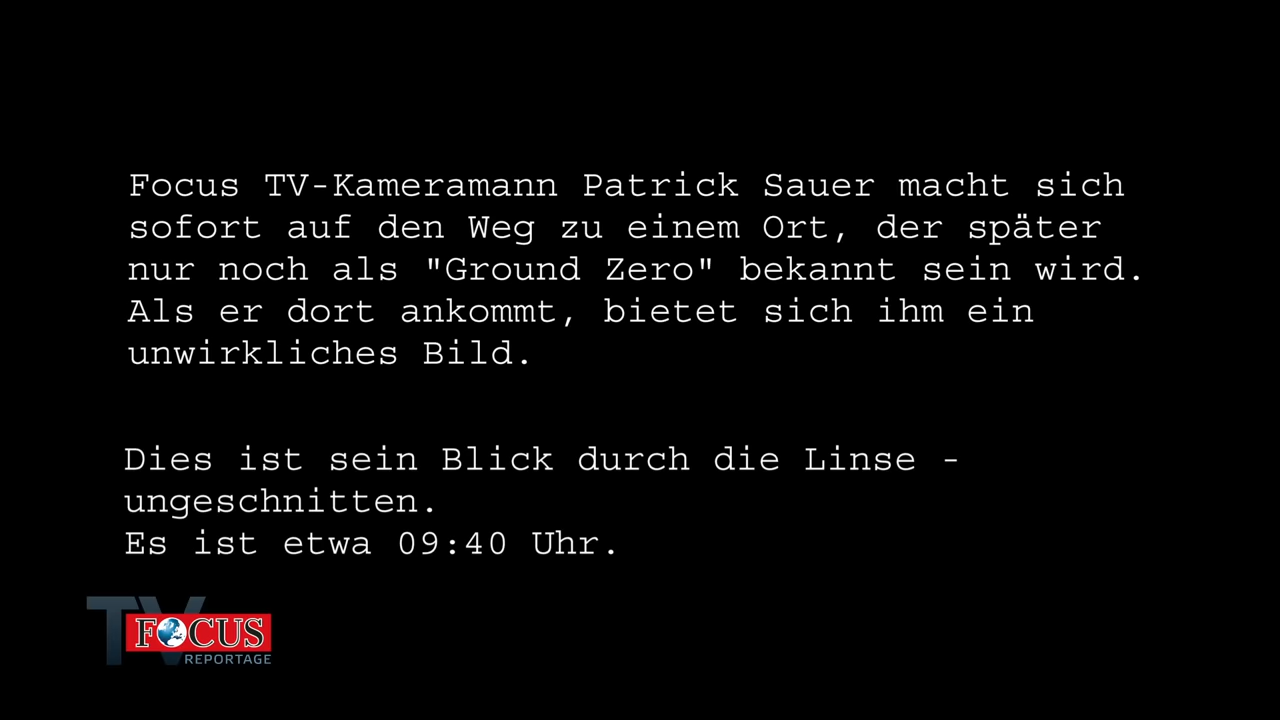 Focus TV-Kameramann Patrick Sauer macht sich
sofort auf den Weg zu einem Ort, der später
nur noch als "Ground Zero" bekannt sein wird.
Als er dort ankommt, bietet sich ihm ein
unwirkliches Bild.
Dies ist sein Blick durch die Linse -
ungeschnitten.
Es ist etwa 09:40 Uhr.
TV
FOCUS
REPORTAGE